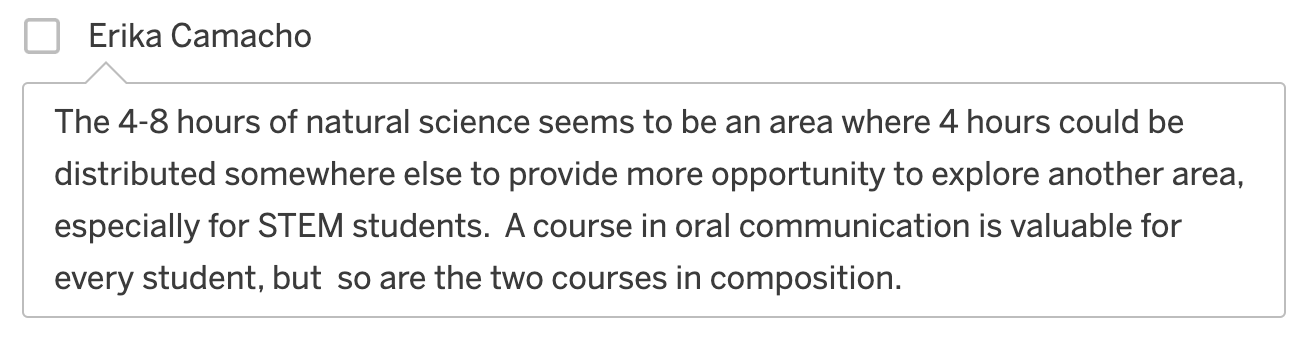 Erika Camacho
The 4-8 hours of natural science seems to be an area where 4 hours could be
distributed somewhere else to provide more opportunity to explore another area,
especially for STEM students.  A course in oral communication is valuable for
every student, but  so are the two courses in composition.